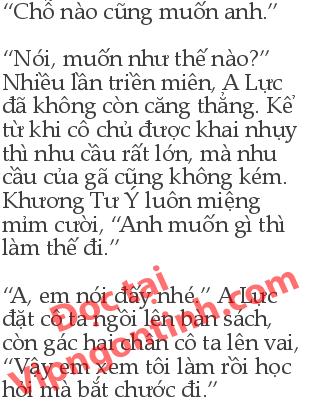 “Chỗ nào cũng muốn anh.”
“Nói, muốn như thế nào?”
Nhiều lần triền miên, A Lực
đã không còn căng thẳng. Kể
từ khi cô chủ được khai nhụy
thì nhu cầu rất lớn, mà nhu
cầu của gã cũng không kém.
Khương Tư Ý luôn miệng
mỉm cười, “Anh muốn gì thì
làm thế đi.”
“A, em nói đấy nhé.” A Lực
đặt cô ta ngồi lên bàn sách,
còn gác hai chân cô ta lên vai,
“Vậy em xem tôi làm rồi học
hỏi mà bắt chước đi.”
Đọc tại
Vipngontinh.com